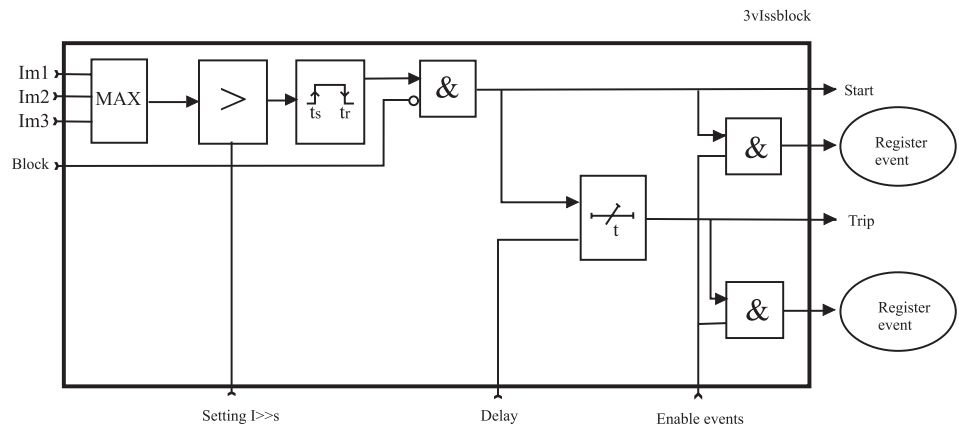 3vIssblock
Im1
Im2
Im3
MAX
>
ts
tr
&
Start
Block
&
Register
event
t
Trip
&
Register
event
Setting I>>s
Delay
Enable events